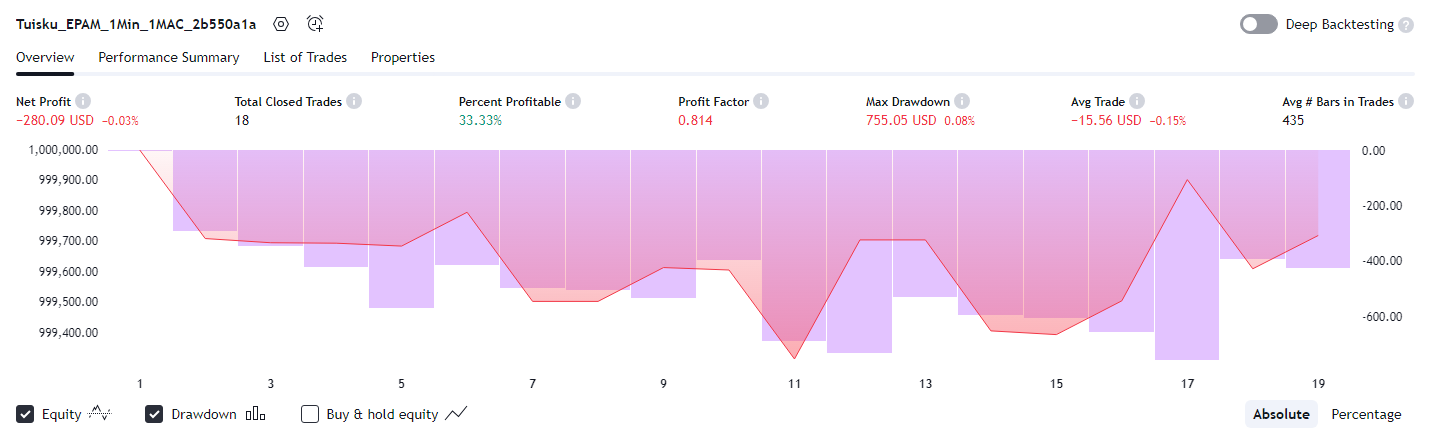 Tuisku_EPAM_1Min_1MAC_2b550a1a Deep Backtesting ?
Overview Performance Summary List of Trades Properties
Net Profit i Total Closed Trades i Percent Profitable i Profit Factor i Max Drawdown i Avg Trade i Avg # Bars in Trades i
−280.09 USD −0.03% 18 33.33% 0.814 755.05 USD 0.08% −15.56 USD −0.15% 435
1,000,000.00 0.00
999,900.00
999,800.00 -200.00
999,700.00
999,600.00 -400.00
999,500.00 -600.00
999,400.00
1 3 5 7 9 11 13 15 17 19
Equity Drawdown Buy & hold equity Absolute Percentage